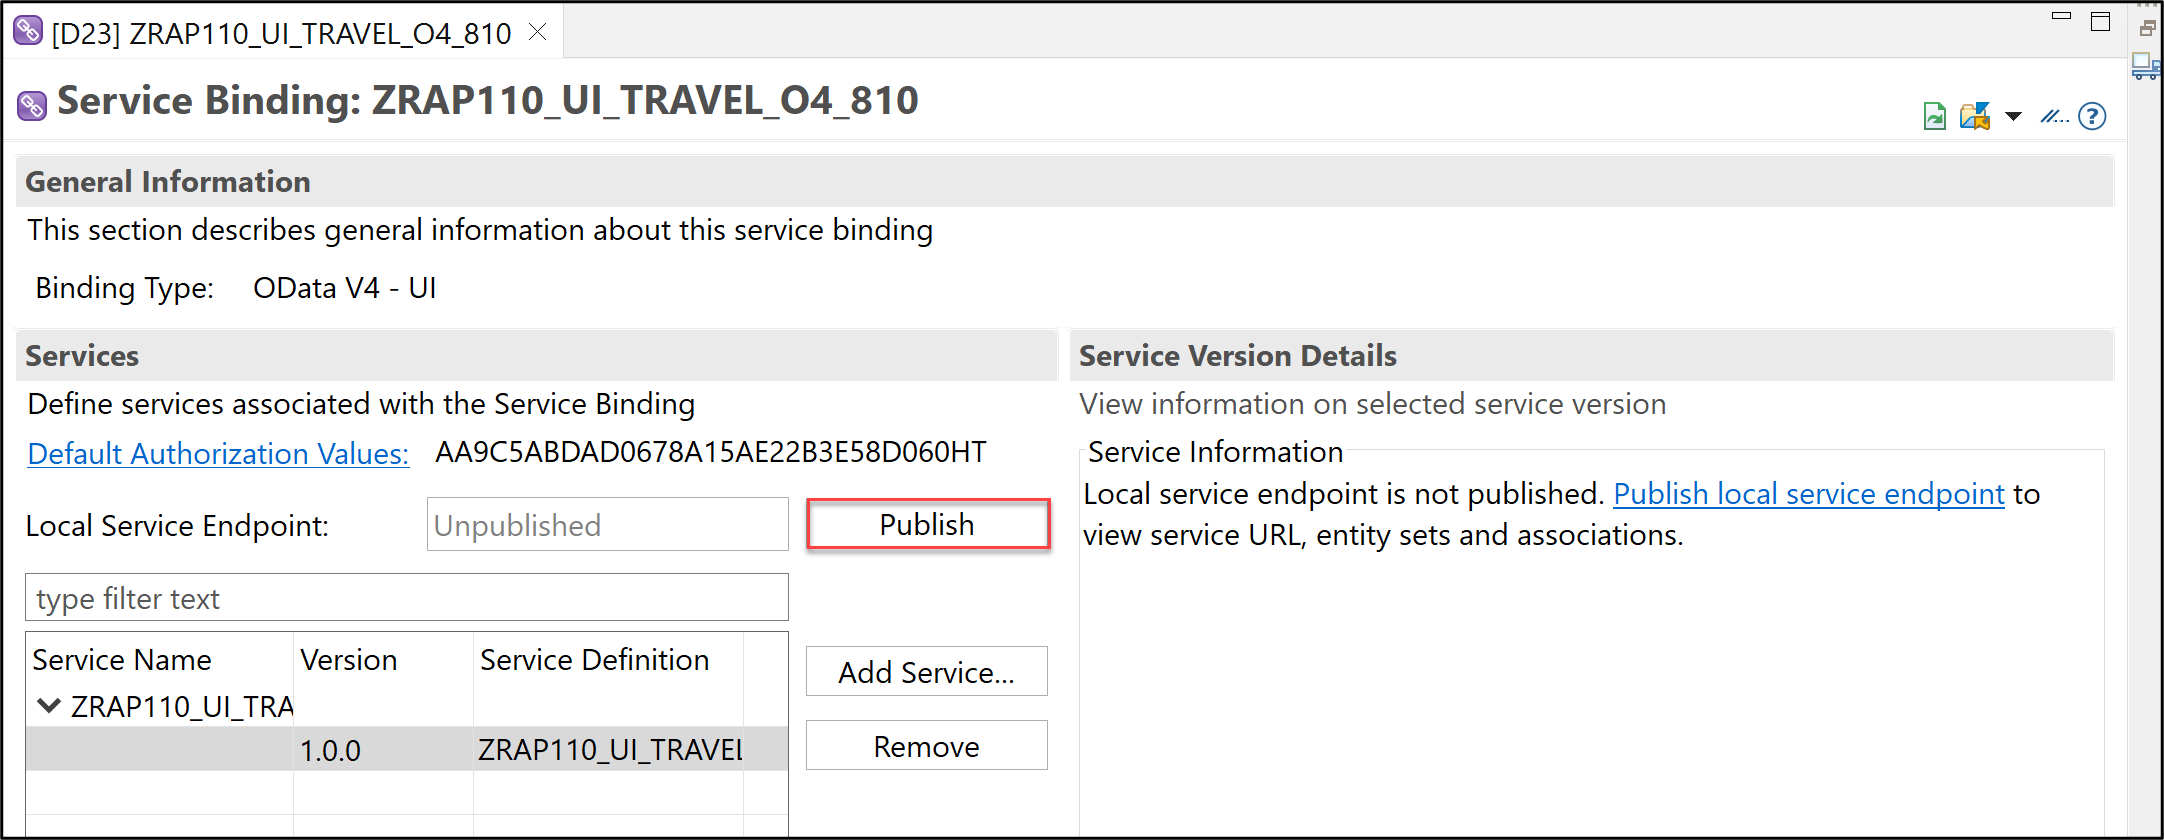 [D23] ZRAP110_UI_TRAVEL_O4_810
Service Binding: ZRAP110_UI_TRAVEL_O4_810
General Information
This section describes general information about this service binding
Binding Type: OData V4 - UI
Services
Define services associated with the Service Binding
Default Authorization Values: AA9C5ABDAD0678A15AE22B3E58D060HT
Local Service Endpoint: Unpublished Publish
type filter text
Service Name Version Service Definition
ZRAP110_UI_TRA
1.0.0 ZRAP110_UI_TRAVEL
Add Service...
Remove
Service Version Details
View information on selected service version
Service Information
Local service endpoint is not published. Publish local service endpoint to
view service URL, entity sets and associations.